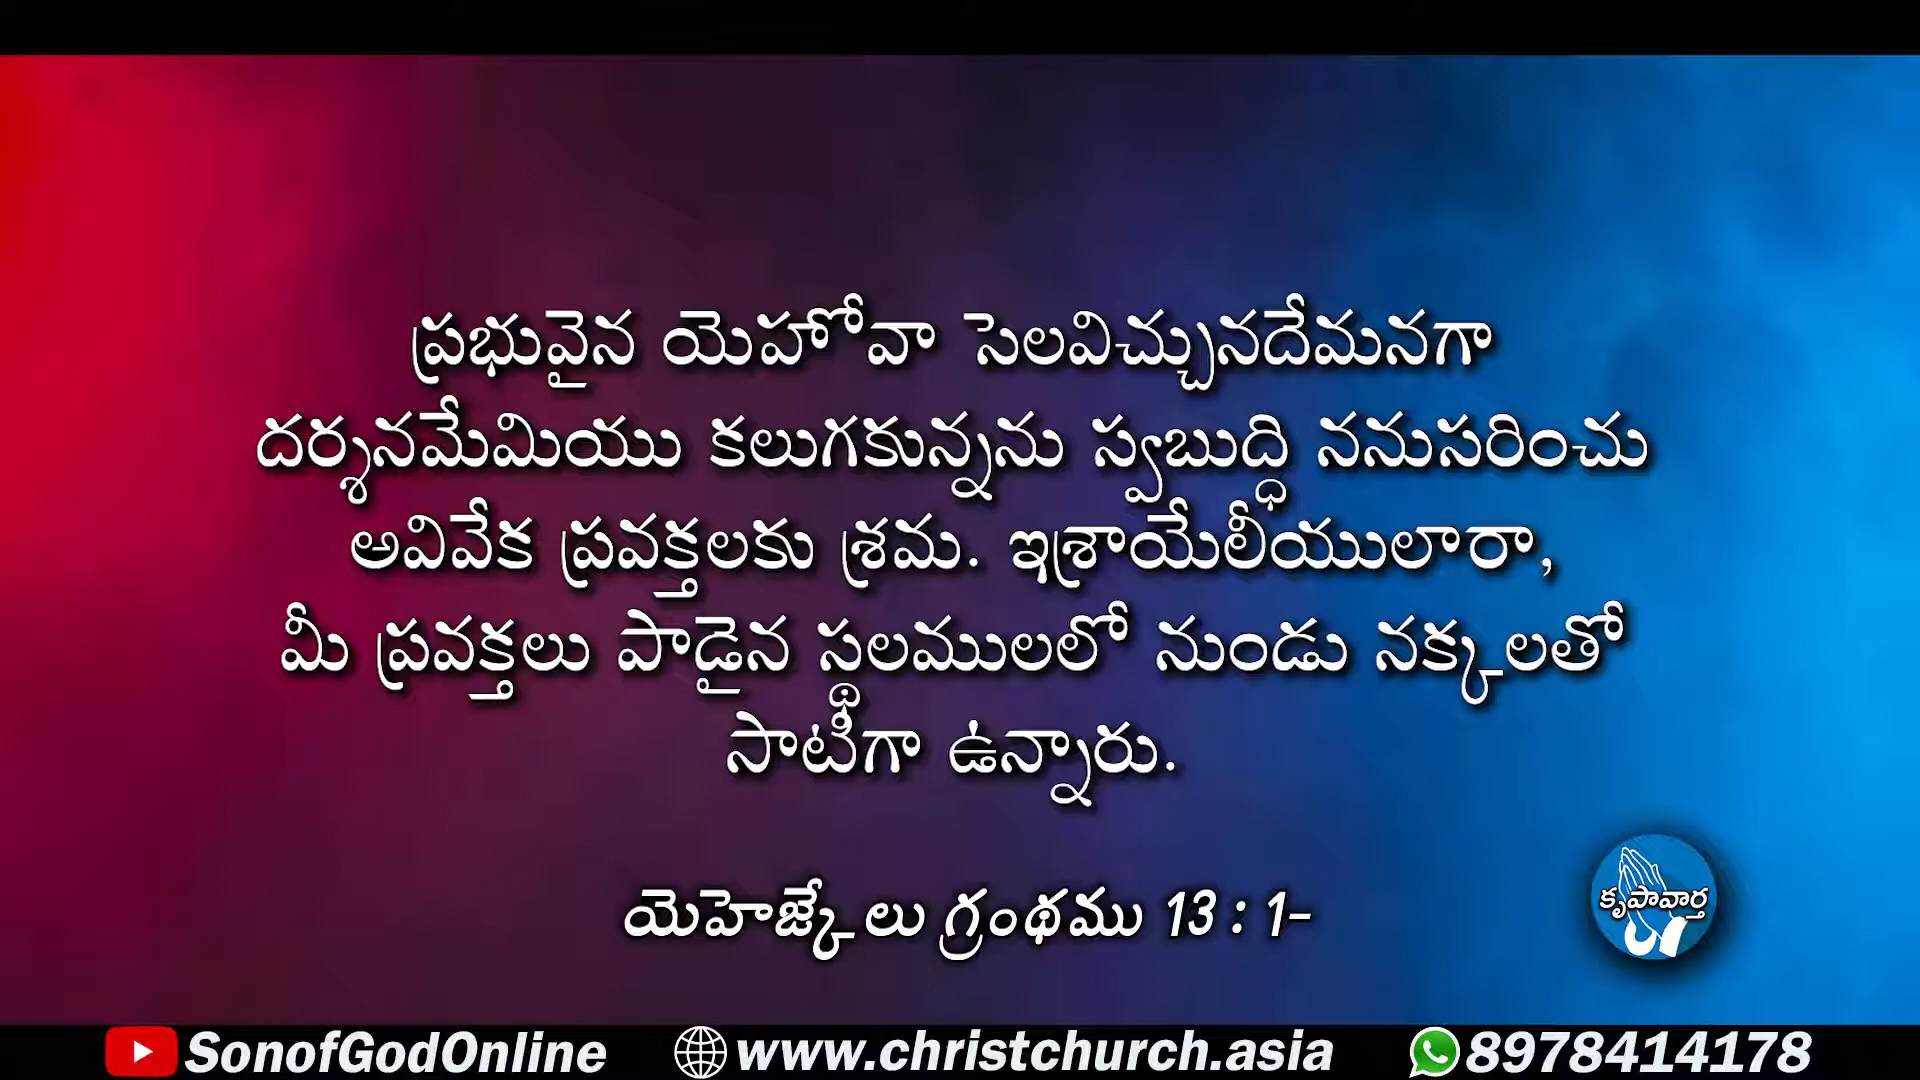 ప్రభువైన యెహోవా సెలవిచ్చునదేమనగా
దర్శనమేమియు కలుగకున్నను స్వబుద్ధి ననుసరించు
అవివేక ప్రవక్తలకు శ్రమ. ఇశ్రాయేలీయులారా,
మీ ప్రవక్తలు పాడైన స్థలములలో నుండు నక్కలతో
సాటిగా ఉన్నారు.
యెహెజ్కేలు గ్రంథము 13 : 1-
కృపావార్త
SonofGodOnline www.christchurch.asia 8978414178